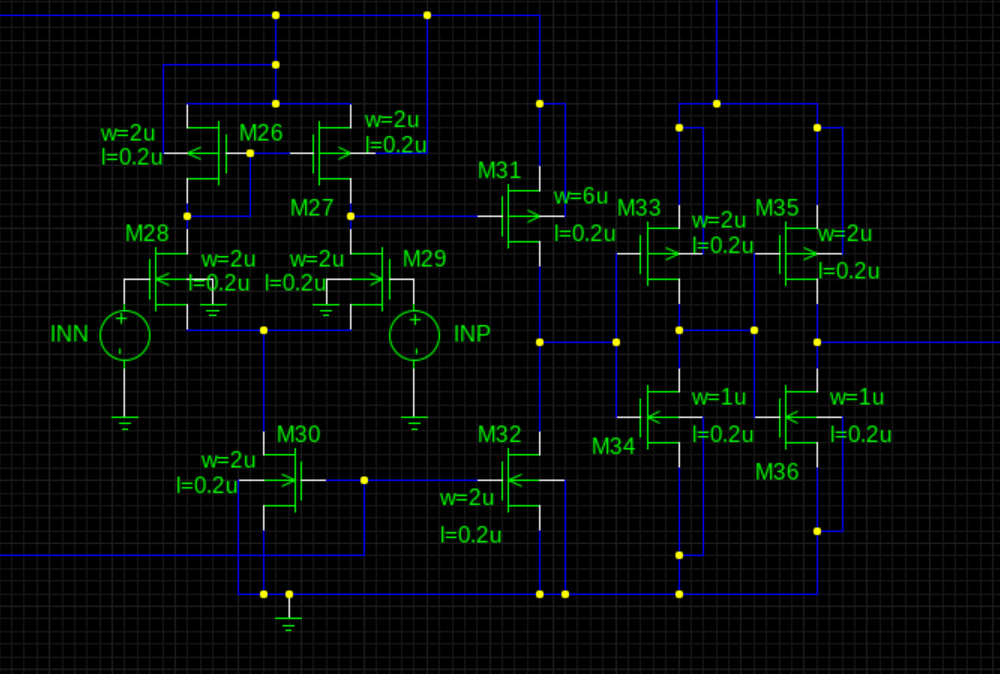 w=2u
l=0.2u
M26
w=2u
l=0.2u
M27
M31
w=6u
l=0.2u
M33
w=2u
l=0.2u
M35
w=2u
l=0.2u
M28
w=2u
l=0.2u
w=2u
l=0.2u
M29
INN
+
-
+
-
INP
M30
w=2u
l=0.2u
M32
w=2u
l=0.2u
w=1u
l=0.2u
M34
w=1u
l=0.2u
M36